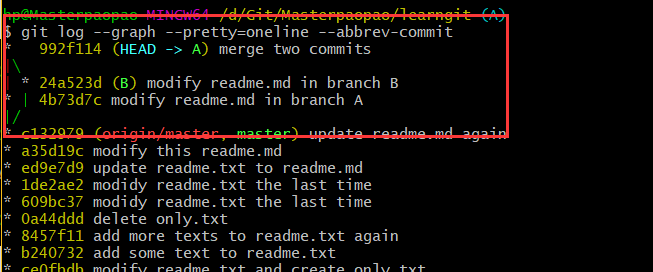 hp@Masterpaopao MINGW64 /d/Git/Masterpaopao/learngit (A)
$ git log --graph --pretty=oneline --abbrev-commit
*   992f114 (HEAD -> A) merge two commits
|\
| * 24a523d (B) modify readme.md in branch B
* | 4b73d7c modify readme.md in branch A
|/
* c132979 (origin/master, master) update readme.md again
* a35d19c modify this readme.md
* ed9e7d9 update readme.txt to readme.md
* 1de2ae2 modidy readme.txt the last time
* 609bc37 modidy readme.txt the last time
* 0a44ddd delete only.txt
* 8457f11 add more texts to readme.txt again
* b240732 add some text to readme.txt
* ce0fbdb modify readme.txt and create only.txt